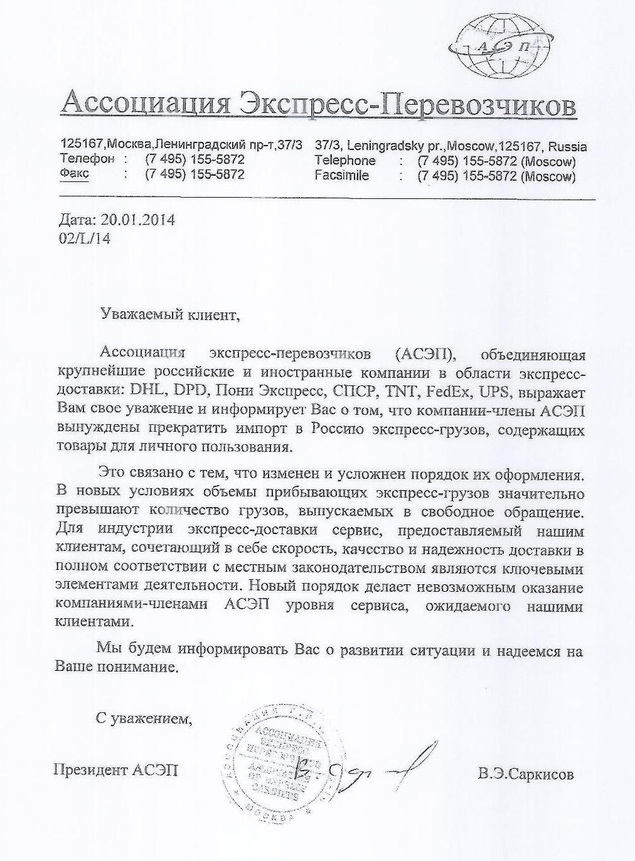 АСЭП
Ассоциация Экспресс-Перевозчиков
125167,Москва,Ленинградский пр-т,37/3 37/3, Leningradsky pr.,Moscow,125167, Russia
Телефон : (7 495) 155-5872 Telephone : (7 495) 155-5872 (Moscow)
Факс : (7 495) 155-5872 Facsimile : (7 495) 155-5872 (Moscow)
Дата: 20.01.2014
02/L/14
Уважаемый клиент,
Ассоциация экспресс-перевозчиков (АСЭП), объединяющая
крупнейшие российские и иностранные компании в области экспресс-
доставки: DHL, DPD, Пони Экспресс, СПСР, TNT, FedEx, UPS, выражает
Вам свое уважение и информирует Вас о том, что компании-члены АСЭП
вынуждены прекратить импорт в Россию экспресс-грузов, содержащих
товары для личного пользования.
Это связано с тем, что изменен и усложнен порядок их оформления.
В новых условиях объемы прибывающих экспресс-грузов значительно
превышают количество грузов, выпускаемых в свободное обращение.
Для индустрии экспресс-доставки сервис, предоставляемый нашим
клиентам, сочетающий в себе скорость, качество и надежность доставки в
полном соответствии с местным законодательством являются ключевыми
элементами деятельности. Новый порядок делает невозможным оказание
компаниями-членами АСЭП уровня сервиса, ожидаемого нашими
клиентами.
Мы будем информировать Вас о развитии ситуации и надеемся на
Ваше понимание.
С уважением,
АССОЦИАЦИЯ
ЭКСПРЕСС
ASSOCIATION
OF EXPRESS
CARRIERS
МОСКВА
Президент АСЭП В.Э.Саркисов